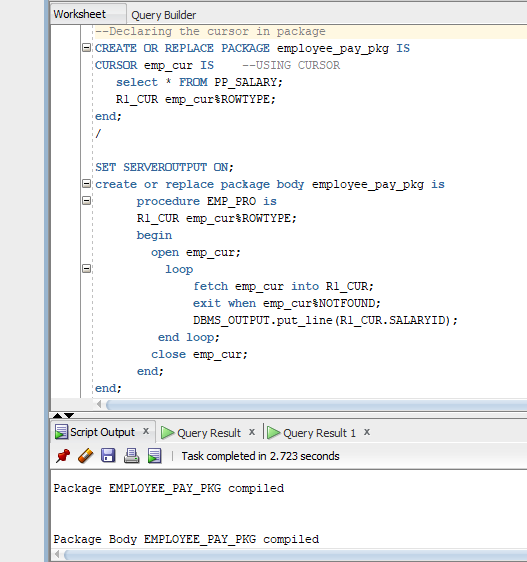 Worksheet Query Builder
--Declaring the cursor in package
CREATE OR REPLACE PACKAGE employee_pay_pkg IS
CURSOR emp_cur IS    --USING CURSOR
   select * FROM PP_SALARY;
   R1_CUR emp_cur%ROWTYPE;
end;
/
SET SERVEROUTPUT ON;
create or replace package body employee_pay_pkg is
      procedure EMP_PRO is
      R1_CUR emp_cur%ROWTYPE;
      begin
        open emp_cur;
          loop
              fetch emp_cur into R1_CUR;
              exit when emp_cur%NOTFOUND;
              DBMS_OUTPUT.put_line(R1_CUR.SALARYID);
         end loop;
        close emp_cur;
      end;
end;
Script Output x Query Result x Query Result 1 x
Task completed in 2.723 seconds
Package EMPLOYEE_PAY_PKG compiled
Package Body EMPLOYEE_PAY_PKG compiled